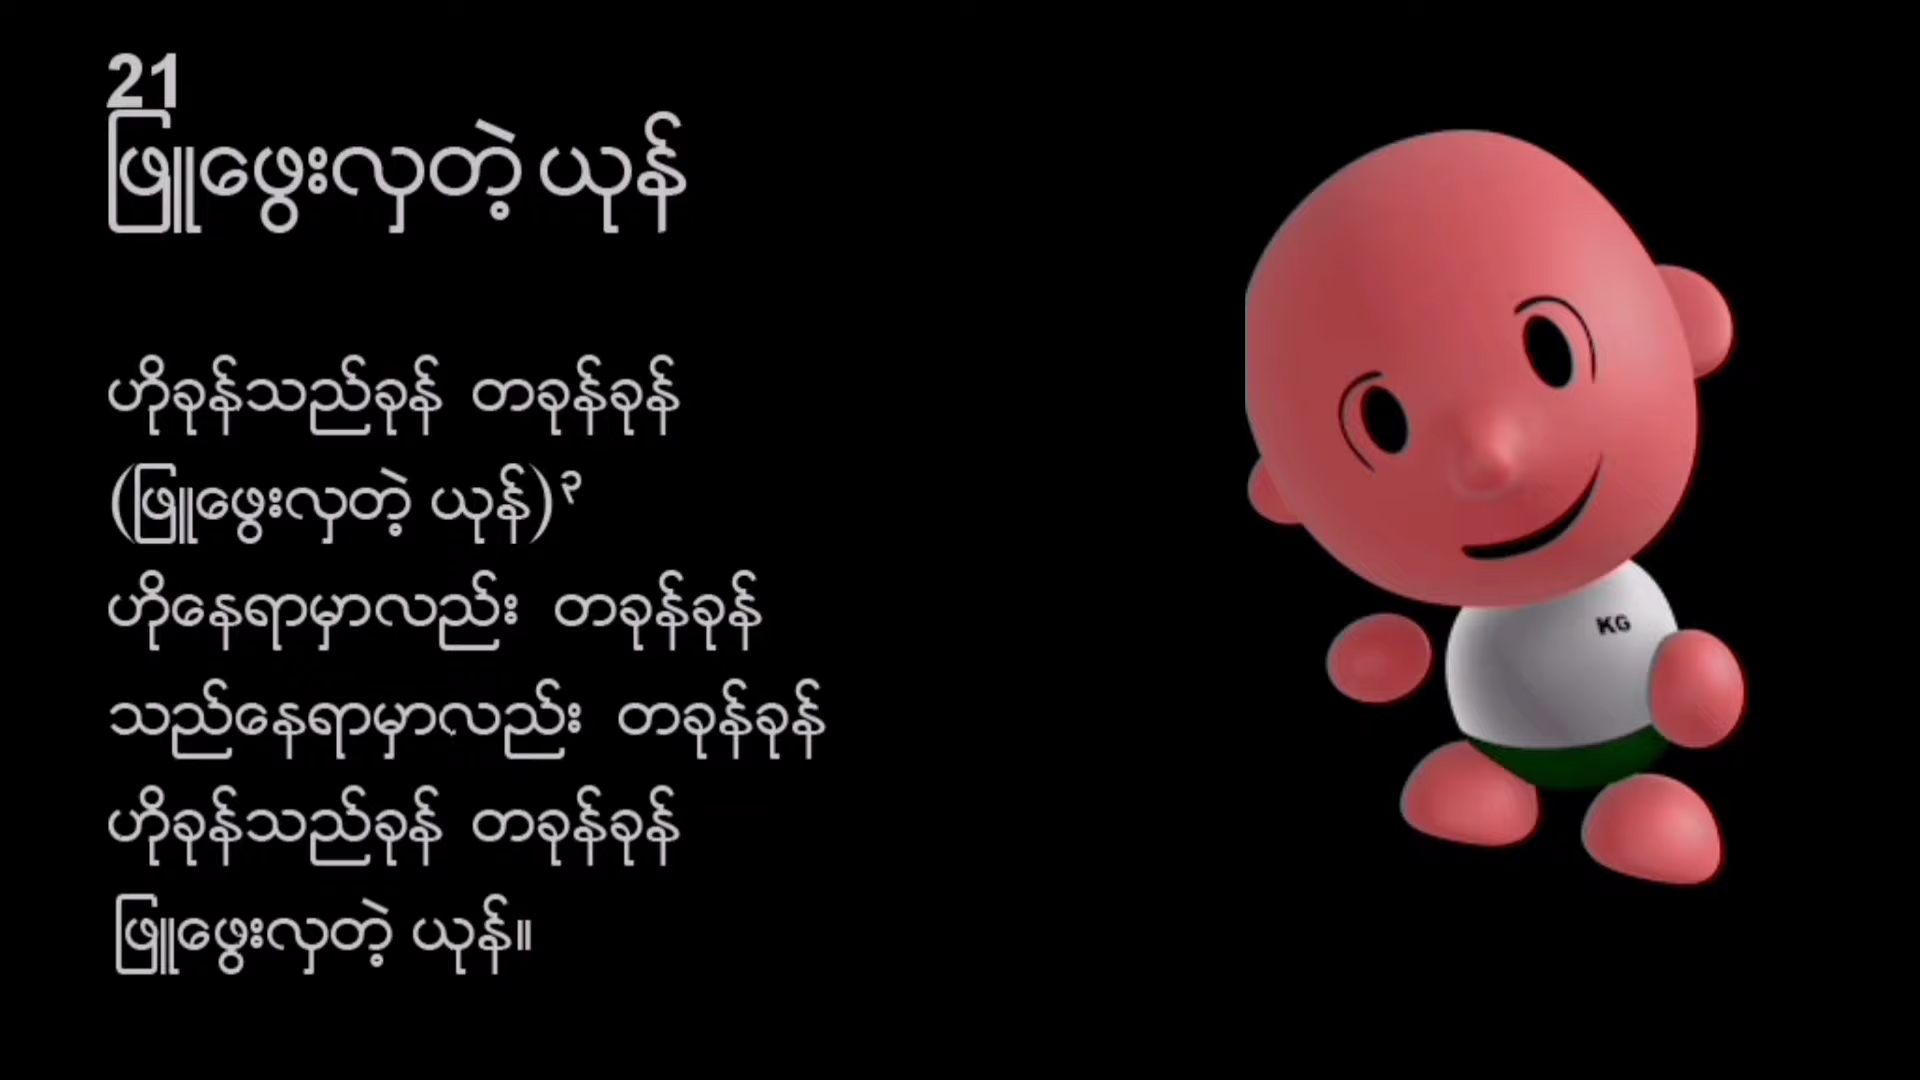 21
ဖြူဖွေးလှတဲ့ ယုန်
ဟိုခုန်သည်ခုန် တခုန်ခုန်
(ဖြူဖွေးလှတဲ့ ယုန်)၃
ဟိုနေရာမှာလည်း တခုန်ခုန်
သည်နေရာမှာလည်း တခုန်ခုန်
ဟိုခုန်သည်ခုန် တခုန်ခုန်
ဖြူဖွေးလှတဲ့ ယုန်။
KG